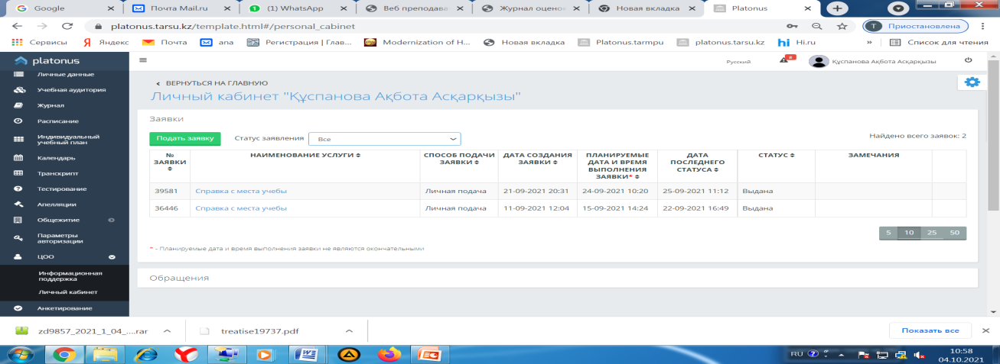 Google
Почта Mail.ru
(1) WhatsApp
Веб преподава
Журнал оценок
Новая вкладка
Platonus
platonus.tarsu.kz/template.html#/personal_cabinet
Приостановлена
Сервисы
Яндекс
Почта
ana
Регистрация | Глав...
Modernization of H...
Новая вкладка
Platonus.tarmpu
platonus.tarsu.kz
hi Hi.ru
»
Список для чтения
platonus
Русский
8
Құспанова Ақбота Асқарқызы
Личные данные
Учебная аудитория
Журнал
Расписание
Индивидуальный
учебный план
Календарь
Транскрипт
Тестирование
Апелляции
Общежитие
Параметры
авторизации
ЦОО
Информационная
поддержка
Личный кабинет
Анкетирование
ВЕРНУТЬСЯ НА ГЛАВНУЮ
Личный кабинет "Құспанова Ақбота Асқарқызы"
Заявки
Подать заявку
Статус заявления
Все
Найдено всего заявок: 2
№ ЗАЯВКИ
НАИМЕНОВАНИЕ УСЛУГИ
СПОСОБ ПОДАЧИ ЗАЯВКИ
ДАТА СОЗДАНИЯ ЗАЯВКИ
ПЛАНИРУЕМЫЕ ДАТА И ВРЕМЯ ВЫПОЛНЕНИЯ ЗАЯВКИ*
ДАТА ПОСЛЕДНЕГО СТАТУСА
СТАТУС
ЗАМЕЧАНИЯ
39581 Справка с места учебы Личная подача 21-09-2021 20:31 24-09-2021 10:20 25-09-2021 11:12 Выдана
36446 Справка с места учебы Личная подача 11-09-2021 12:04 15-09-2021 14:24 22-09-2021 16:49 Выдана
5 10 25 50
* - Планируемые дата и время выполнения заявки не являются окончательными
Обращения
zd9857_2021_1_04_....rar
treatise19737.pdf
Показать все
RU
10:58
04.10.2021